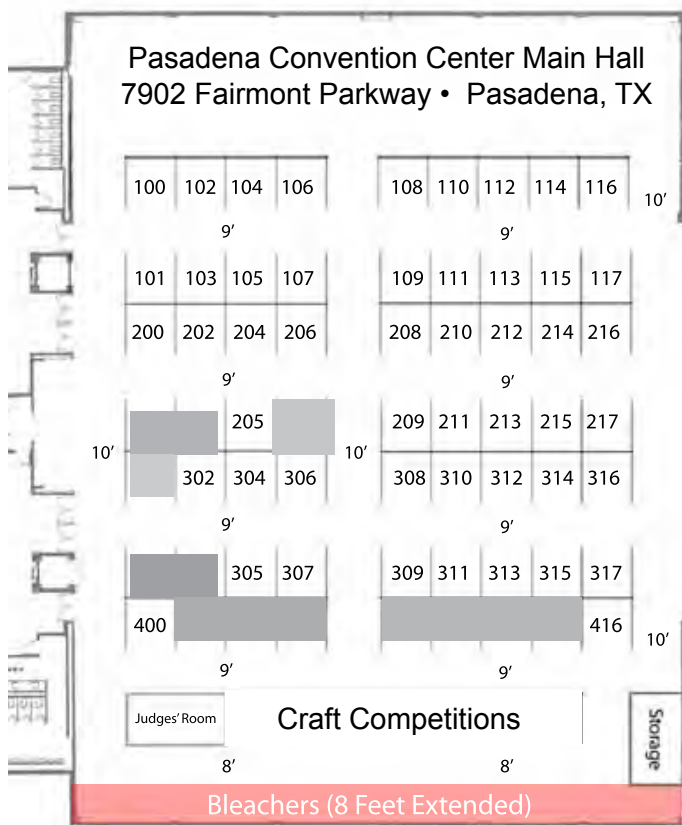 Pasadena Convention Center Main Hall
7902 Fairmont Parkway • Pasadena, TX
100 102 104 106 108 110 112 114 116
10'
9' 9'
101 103 105 107 109 111 113 115 117
200 202 204 206 208 210 212 214 216
9' 9'
205 209 211 213 215 217
10' 10'
302 304 306 308 310 312 314 316
9' 9'
305 307 309 311 313 315 317
400 416
10'
9' 9'
Judges' Room Craft Competitions Storage
8' 8'
Bleachers (8 Feet Extended)